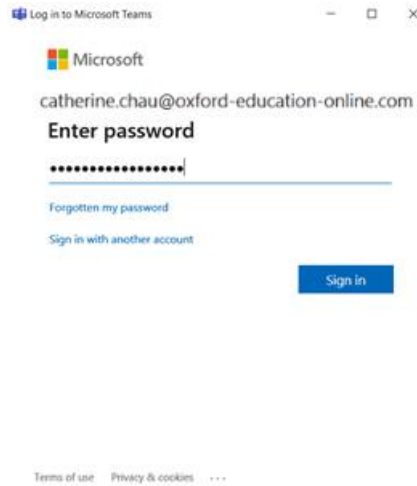 Log in to Microsoft Teams
Microsoft
catherine.chau@oxford-education-online.com
Enter password
••••••••••••••••••
Forgotten my password
Sign in with another account
Sign in
Terms of use Privacy & cookies ...